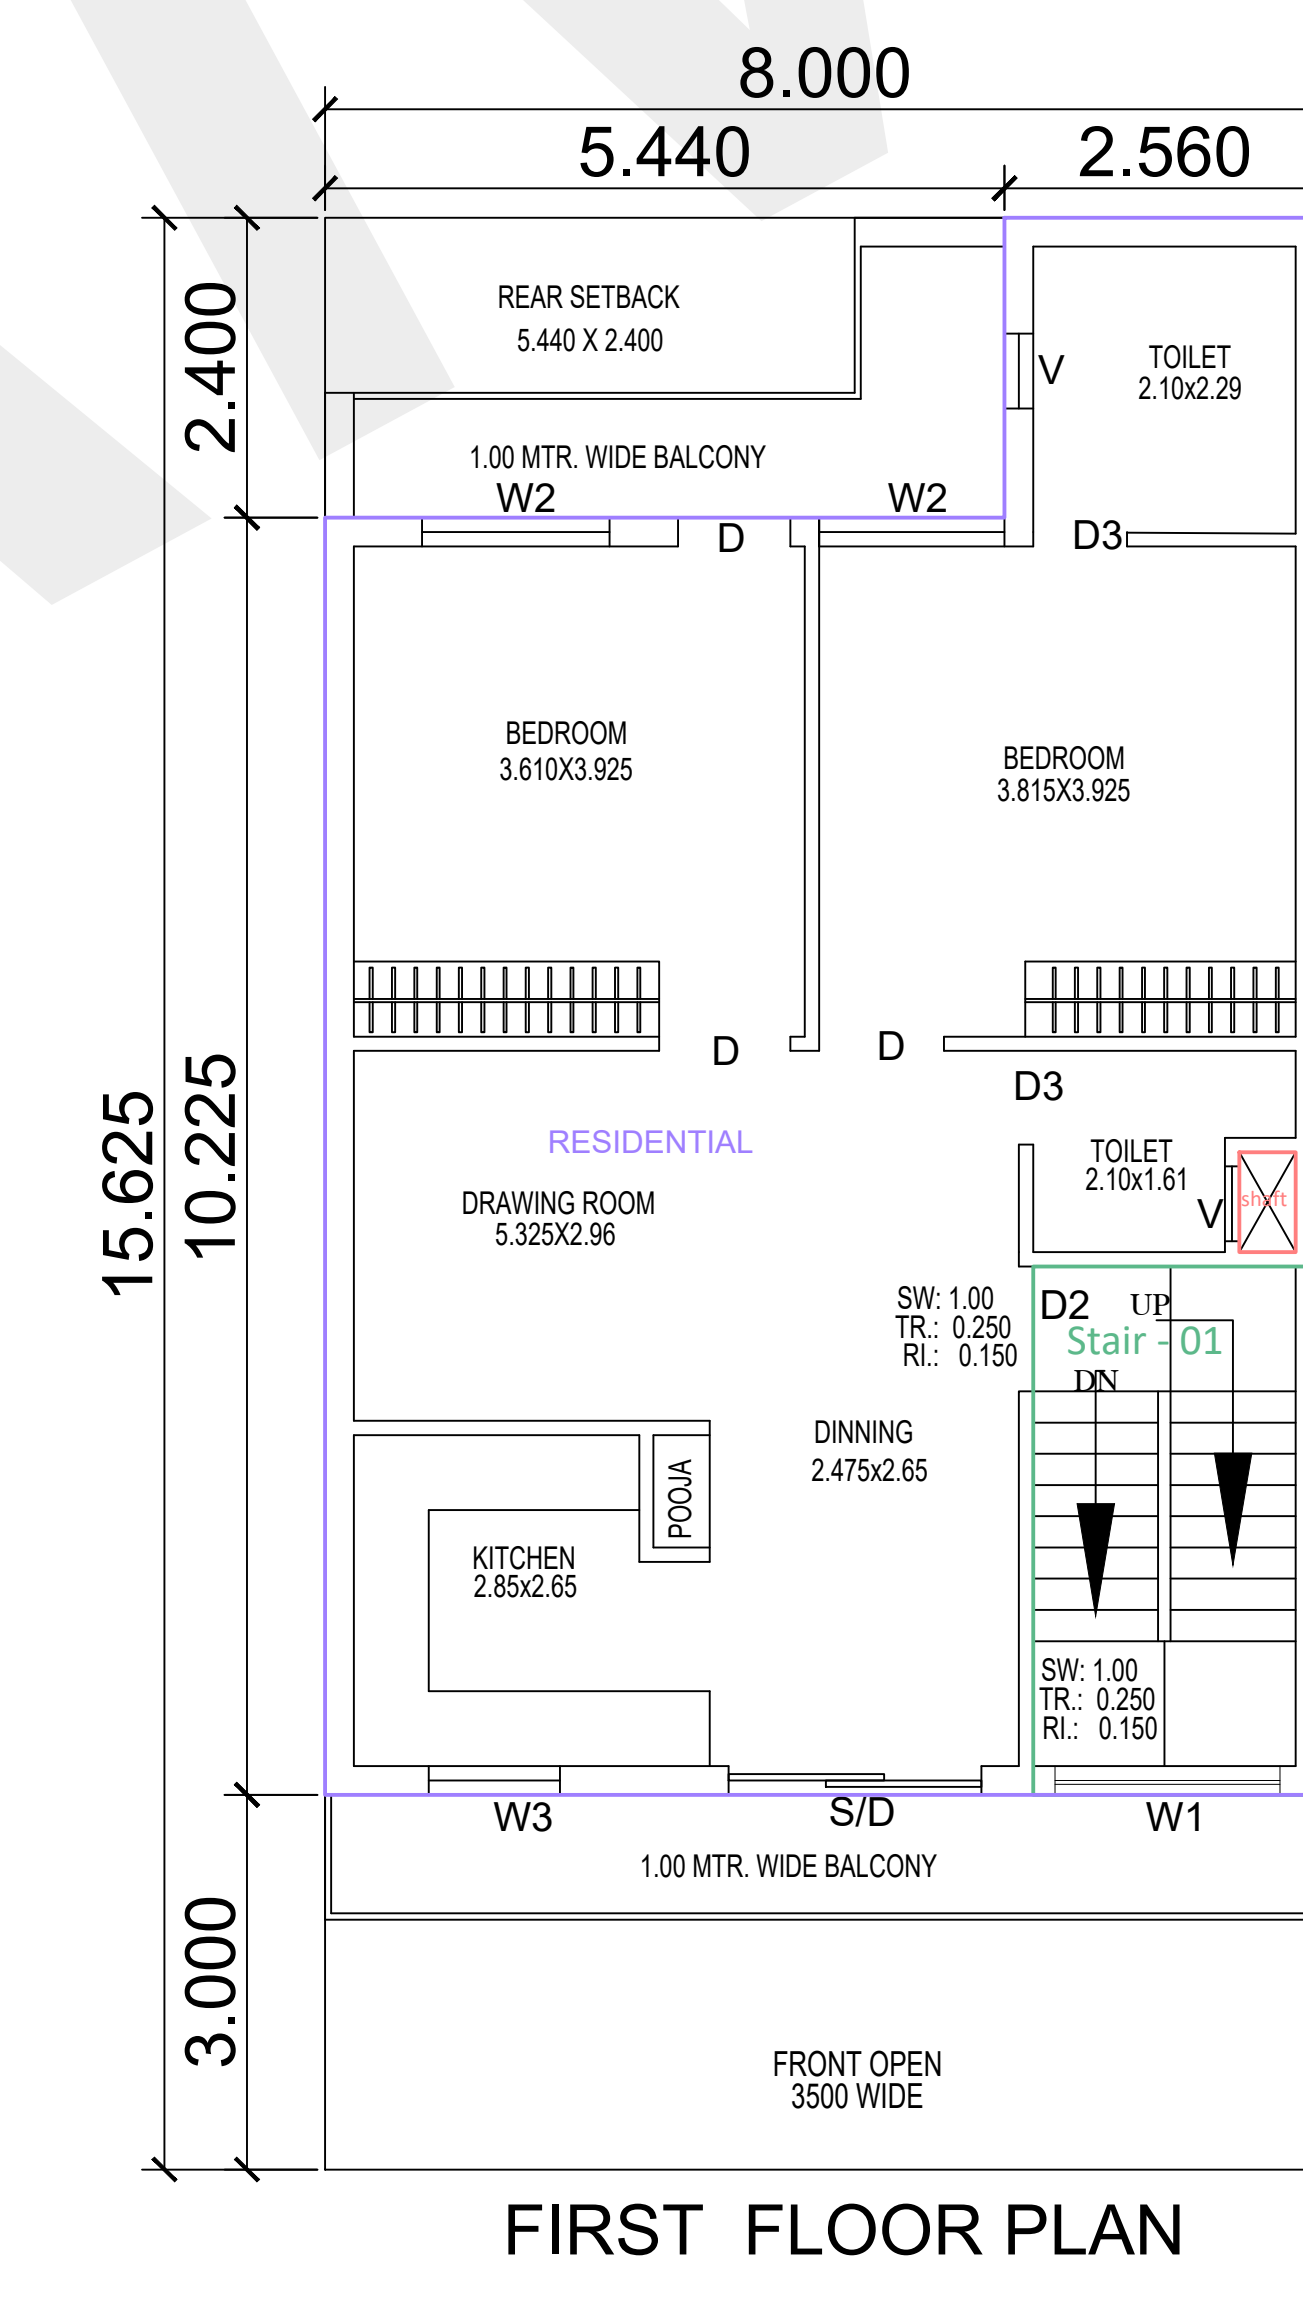 8.000
5.440
2.560
2.400
REAR SETBACK
5.440 X 2.400
V
TOILET
2.10x2.29
1.00 MTR. WIDE BALCONY
W2
W2
D
D3
BEDROOM
3.610X3.925
BEDROOM
3.815X3.925
D
D
D3
15.625
10.225
RESIDENTIAL
DRAWING ROOM
5.325X2.96
TOILET
2.10x1.61
V
shaft
SW: 1.00
TR.: 0.250
RI.: 0.150
D2
UP
Stair - 01
DN
DINNING
2.475x2.65
POOJA
KITCHEN
2.85x2.65
SW: 1.00
TR.: 0.250
RI.: 0.150
W3
S/D
W1
1.00 MTR. WIDE BALCONY
3.000
FRONT OPEN
3500 WIDE
FIRST FLOOR PLAN